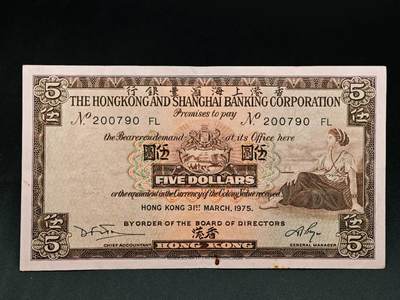 5 行銀豐滙海上港香 5
THE HONGKONG AND SHANGHAI BANKING CORPORATION
伍 Promises to pay 伍
No 200790 FL No 200790 FL
the Bearer on demand at its Office here
圓伍 圓伍
FIVE DOLLARS
or the equivalent in the Currency of the Colony Value received
HONG KONG 31ST MARCH, 1975.
BY ORDER OF THE BOARD OF DIRECTORS
伍 港香 伍
CHIEF ACCOUNTANT GENERAL MANAGER
5 HONG KONG 5